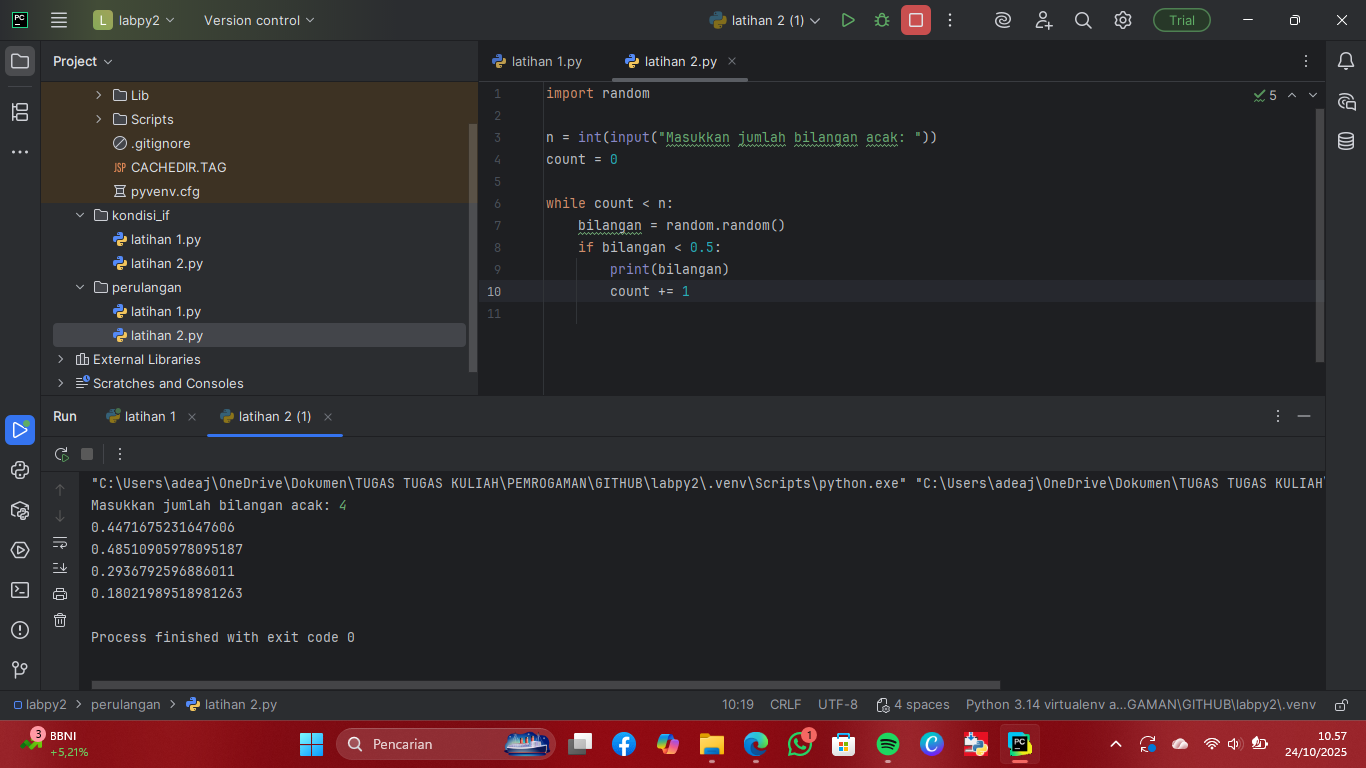 PC
L labpy2
Version control
latihan 2 (1)
Trial
Project
Lib
Scripts
.gitignore
JSP CACHEDIR.TAG
pyvenv.cfg
kondisi_if
latihan 1.py
latihan 2.py
perulangan
latihan 1.py
latihan 2.py
External Libraries
Scratches and Consoles
latihan 1.py
latihan 2.py
5
1 import random
2
3 n = int(input("Masukkan jumlah bilangan acak: "))
4 count = 0
5
6 while count < n:
7 bilangan = random.random()
8 if bilangan < 0.5:
9 print(bilangan)
10 count += 1
11
Run
latihan 1
latihan 2 (1)
"C:\Users\adeaj\OneDrive\Dokumen\TUGAS TUGAS KULIAH\PEMROGAMAN\GITHUB\labpy2\.venv\Scripts\python.exe" "C:\Users\adeaj\OneDrive\Dokumen\TUGAS TUGAS KULIAH\
Masukkan jumlah bilangan acak: 4
0.4471675231647606
0.48510905978095187
0.2936792596886011
0.18021989518981263
Process finished with exit code 0
labpy2 > perulangan > latihan 2.py
10:19 CRLF UTF-8 4 spaces Python 3.14 virtualenv a...GAMAN\GITHUB\labpy2\.venv
3
BBNI
+5,21%
Pencarian
1
PC
10.57
24/10/2025